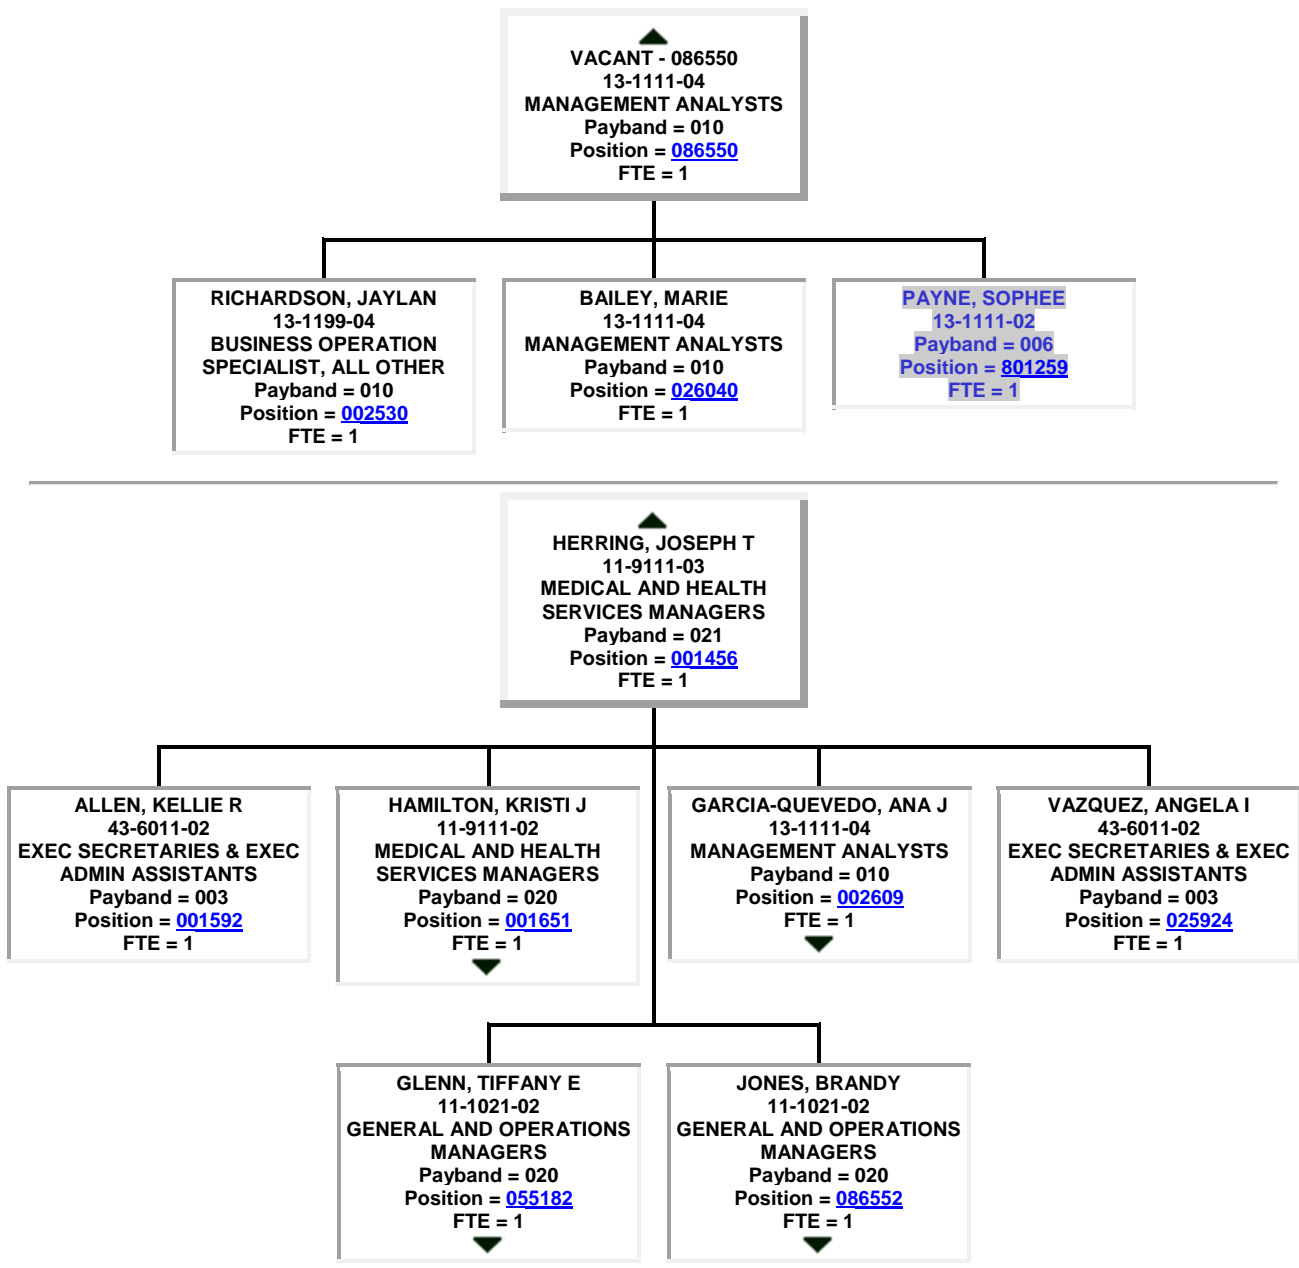 VACANT - 086550
13-1111-04
MANAGEMENT ANALYSTS
Payband = 010
Position = 086550
FTE = 1
RICHARDSON, JAYLAN
13-1199-04
BUSINESS OPERATION
SPECIALIST, ALL OTHER
Payband = 010
Position = 002530
FTE = 1
BAILEY, MARIE
13-1111-04
MANAGEMENT ANALYSTS
Payband = 010
Position = 026040
FTE = 1
PAYNE, SOPHEE
13-1111-02
Payband = 006
Position = 801259
FTE = 1
HERRING, JOSEPH T
11-9111-03
MEDICAL AND HEALTH
SERVICES MANAGERS
Payband = 021
Position = 001456
FTE = 1
ALLEN, KELLIE R
43-6011-02
EXEC SECRETARIES & EXEC
ADMIN ASSISTANTS
Payband = 003
Position = 001592
FTE = 1
HAMILTON, KRISTI J
11-9111-02
MEDICAL AND HEALTH
SERVICES MANAGERS
Payband = 020
Position = 001651
FTE = 1
GARCIA-QUEVEDO, ANA J
13-1111-04
MANAGEMENT ANALYSTS
Payband = 010
Position = 002609
FTE = 1
VAZQUEZ, ANGELA I
43-6011-02
EXEC SECRETARIES & EXEC
ADMIN ASSISTANTS
Payband = 003
Position = 025924
FTE = 1
GLENN, TIFFANY E
11-1021-02
GENERAL AND OPERATIONS
MANAGERS
Payband = 020
Position = 055182
FTE = 1
JONES, BRANDY
11-1021-02
GENERAL AND OPERATIONS
MANAGERS
Payband = 020
Position = 086552
FTE = 1